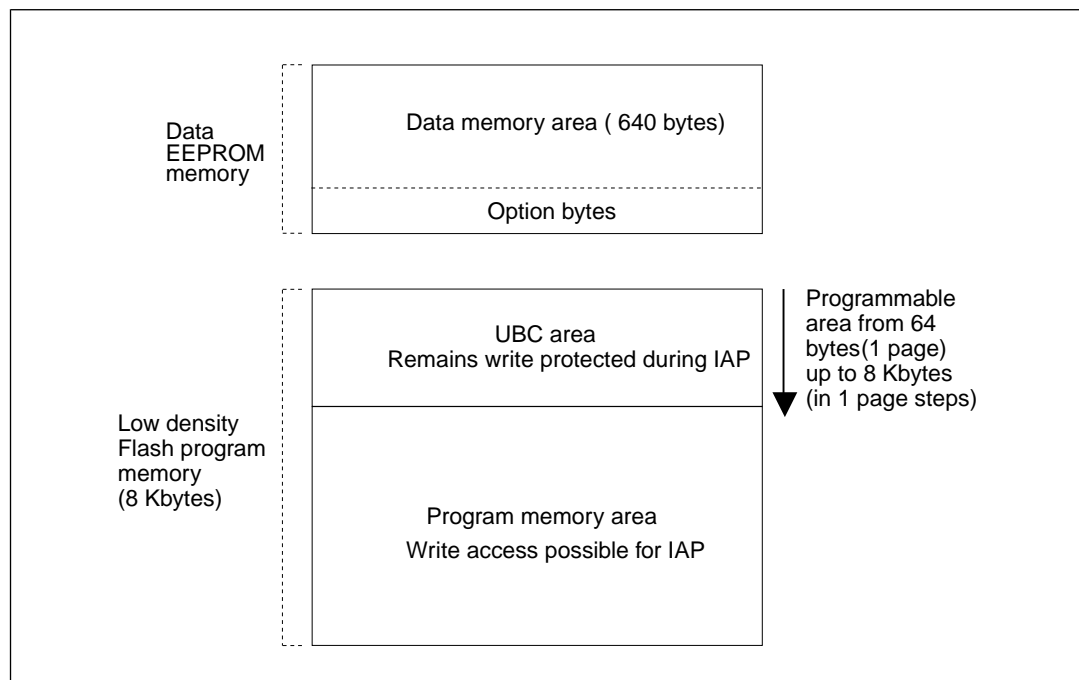 Data
EEPROM
memory
Data memory area ( 640 bytes)
Option bytes
Low density
Flash program
memory
(8 Kbytes)
UBC area
Remains write protected during IAP
Program memory area
Write access possible for IAP
Programmable
area from 64
bytes(1 page)
up to 8 Kbytes
(in 1 page steps)